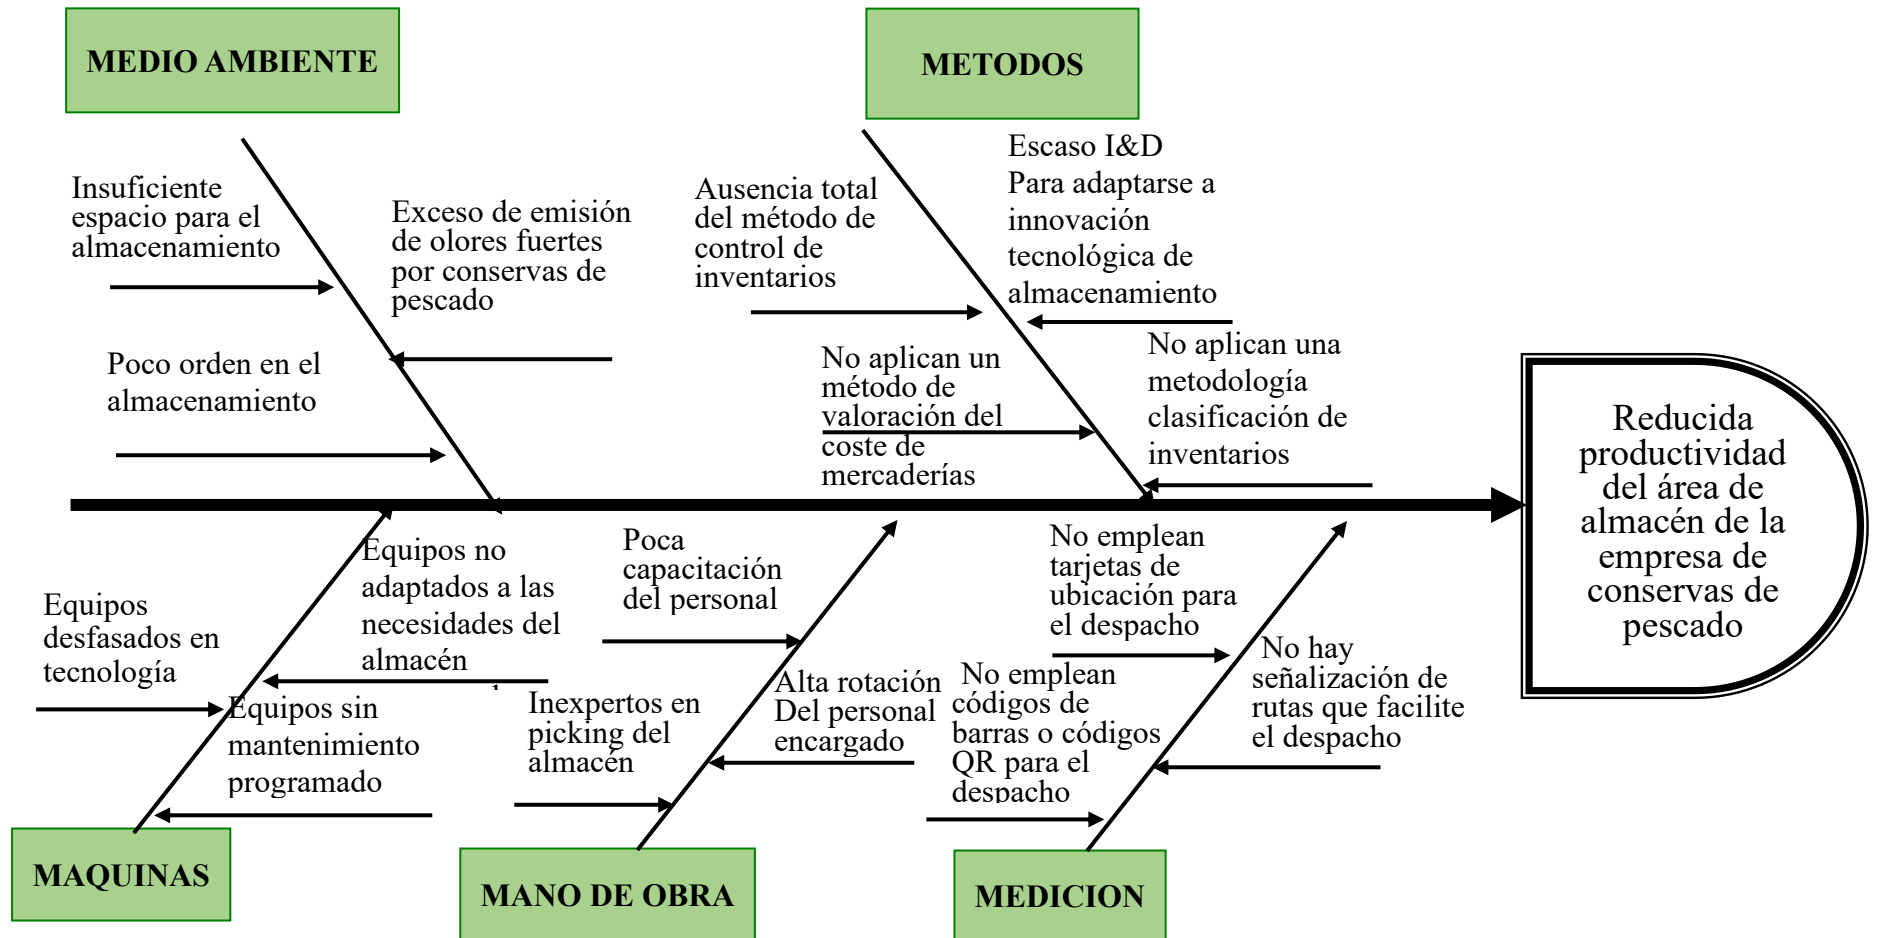 MEDIO AMBIENTE
METODOS
Insuficiente
espacio para el
almacenamiento
Exceso de emisión
de olores fuertes
por conservas de
pescado
Poco orden en el
almacenamiento
Ausencia total
del método de
control de
inventarios
Escaso I&D
Para adaptarse a
innovación
tecnológica de
almacenamiento
No aplican un
método de
valoración del
coste de
mercaderías
No aplican una
metodología
clasificación de
inventarios
Reducida
productividad
del área de
almacén de la
empresa de
conservas de
pescado
Equipos
desfasados en
tecnología
Equipos no
adaptados a las
necesidades del
almacén
Equipos sin
mantenimiento
programado
Poca
capacitación
del personal
Inexpertos en
picking del
almacén
Alta rotación
Del personal
encargado
No emplean
tarjetas de
ubicación para
el despacho
No emplean
códigos de
barras o códigos
QR para el
despacho
No hay
señalización de
rutas que facilite
el despacho
MAQUINAS
MANO DE OBRA
MEDICION